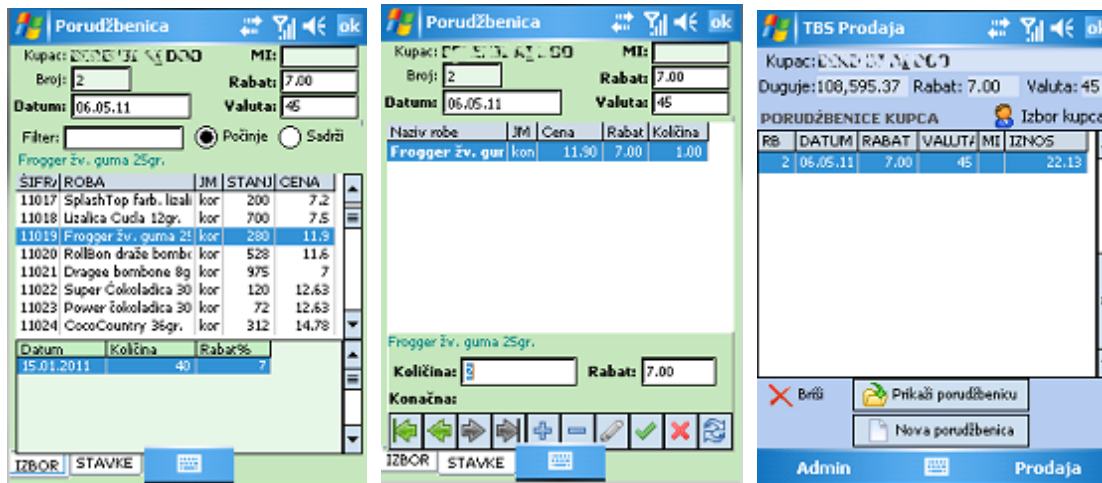 Porudžbenica ok
Kupac: MI:
Broj: 2 Rabat: 7.00
Datum: 06.05.11 Valuta: 45
Filter: Počinje Sadrži
Frogger žv. guma 25gr.
ŠIFR ROBA JM STANJ CENA
11017 SplashTop farb. lizali kor 200 7.2
11018 Lizalica Cuda 12gr. kor 700 7.5
11019 Frogger žv. guma 25 kor 280 11.9
11020 RollBon draže bomb kor 528 11.6
11021 Dragee bombone 8g kor 975 7
11022 Super Čokoladica 30 kor 120 12.63
11023 Power čokoladica 30 kor 72 12.63
11024 CocoCountry 36gr. kor 312 14.78
Datum Količina Rabat%
15.01.2011 40 7
IZBOR STAVKE
Porudžbenica ok
Kupac: MI:
Broj: 2 Rabat: 7.00
Datum: 06.05.11 Valuta: 45
Naziv robe JM Cena Rabat Količina
Frogger žv. gur kon 11.90 7.00 1.00
Frogger žv. guma 25gr.
Količina: 2 Rabat: 7.00
Konačna:
IZBOR STAVKE
TBS Prodaja ok
Kupac:
Duguje: 108,595.37 Rabat: 7.00 Valuta: 45
PORUDŽBENICE KUPCA Izbor kupca
RB DATUM RABAT VALUT MI IZNOS
2 06.05.11 7.00 45 22.13
Briši Prikaži porudžbenicu
Nova porudžbenica
Admin Prodaja